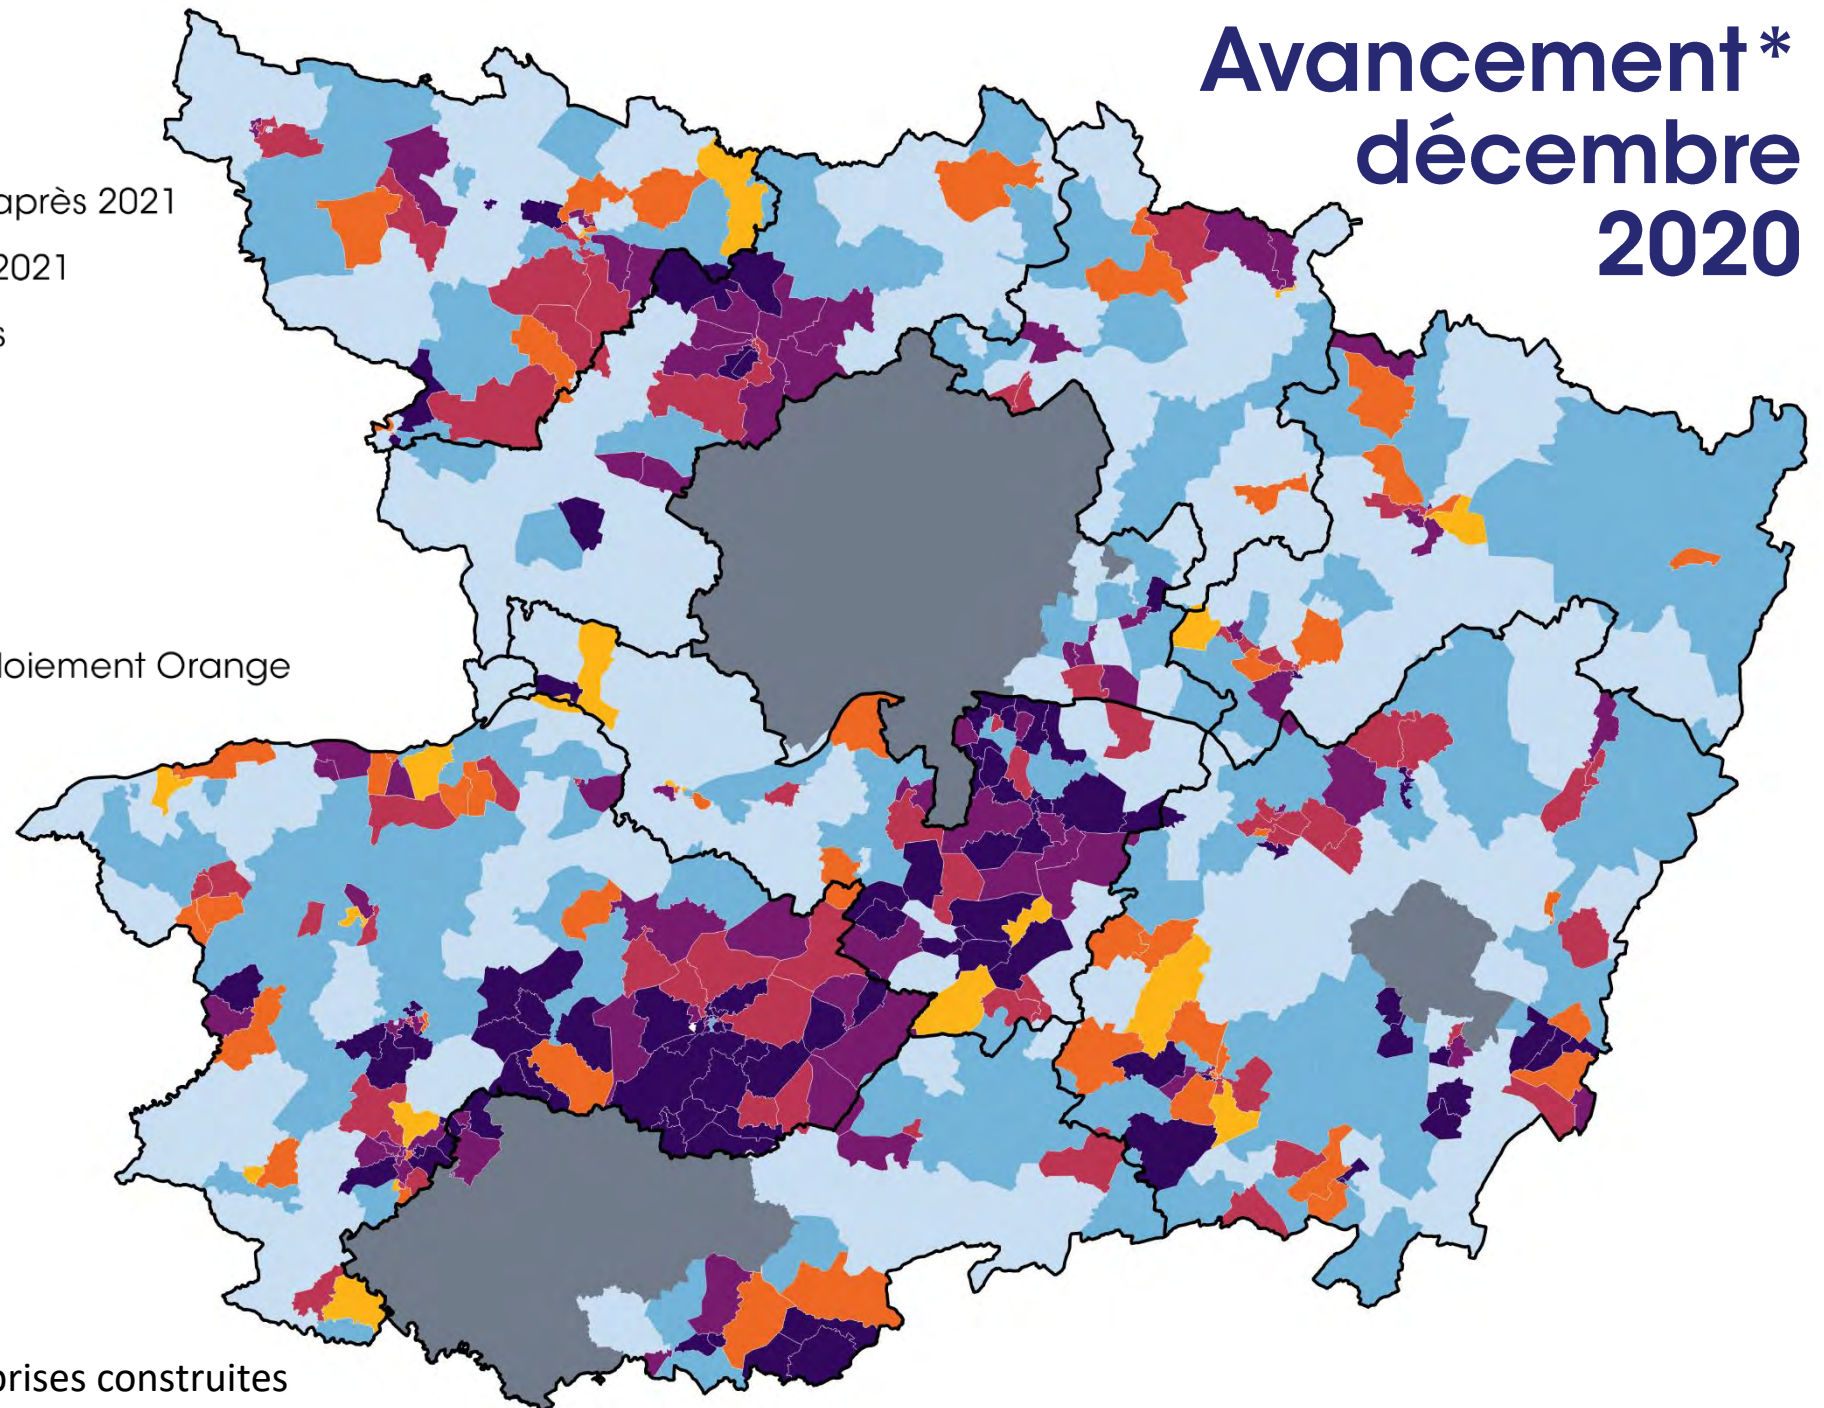 Avancement*
décembre
2020
après 2021
2021
s
loiement Orange
prises construites